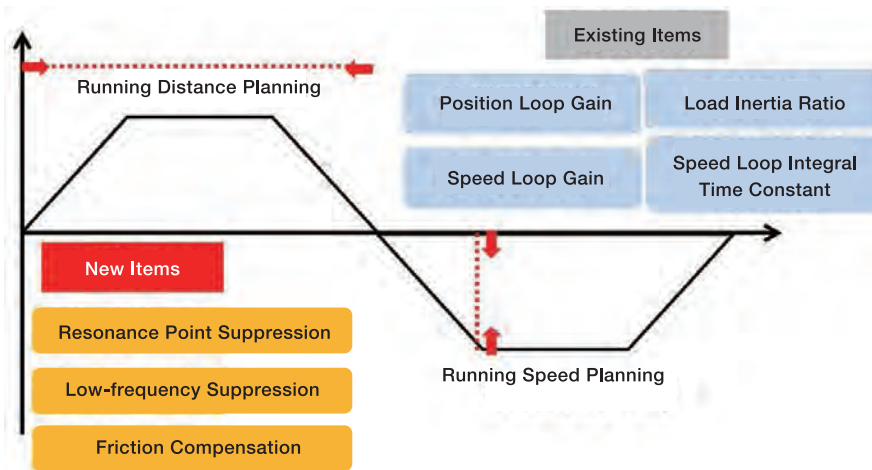 Existing Items
Running Distance Planning
Position Loop Gain
Load Inertia Ratio
Speed Loop Gain
Speed Loop Integral
Time Constant
New Items
Resonance Point Suppression
Low-frequency Suppression
Friction Compensation
Running Speed Planning